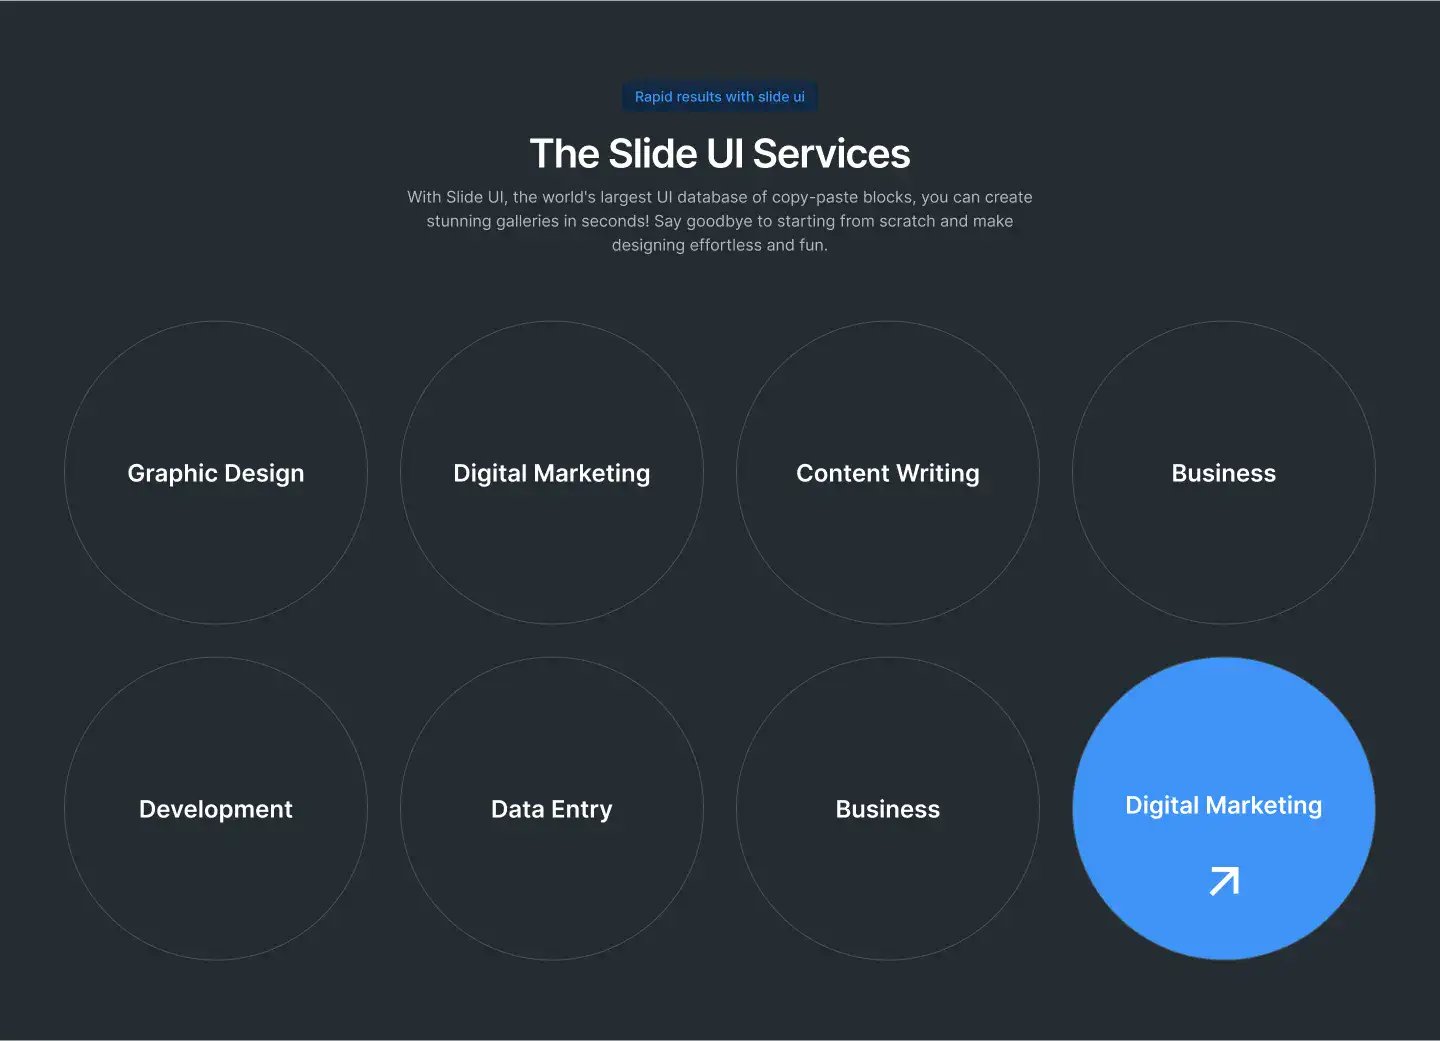 Rapid results with slide ui
The Slide UI Services
With Slide UI, the world's largest UI database of copy-paste blocks, you can create
stunning galleries in seconds! Say goodbye to starting from scratch and make
designing effortless and fun.
Graphic Design
Digital Marketing
Content Writing
Business
Development
Data Entry
Business
Digital Marketing